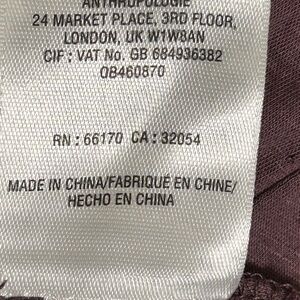 ANTHROPOLOGIE
24 MARKET PLACE, 3RD FLOOR,
LONDON, UK W1W8AN
CIF : VAT No. GB 684936382
OB460870
RN : 66170 CA : 32054
MADE IN CHINA/FABRIQUÉ EN CHINE/
HECHO EN CHINA